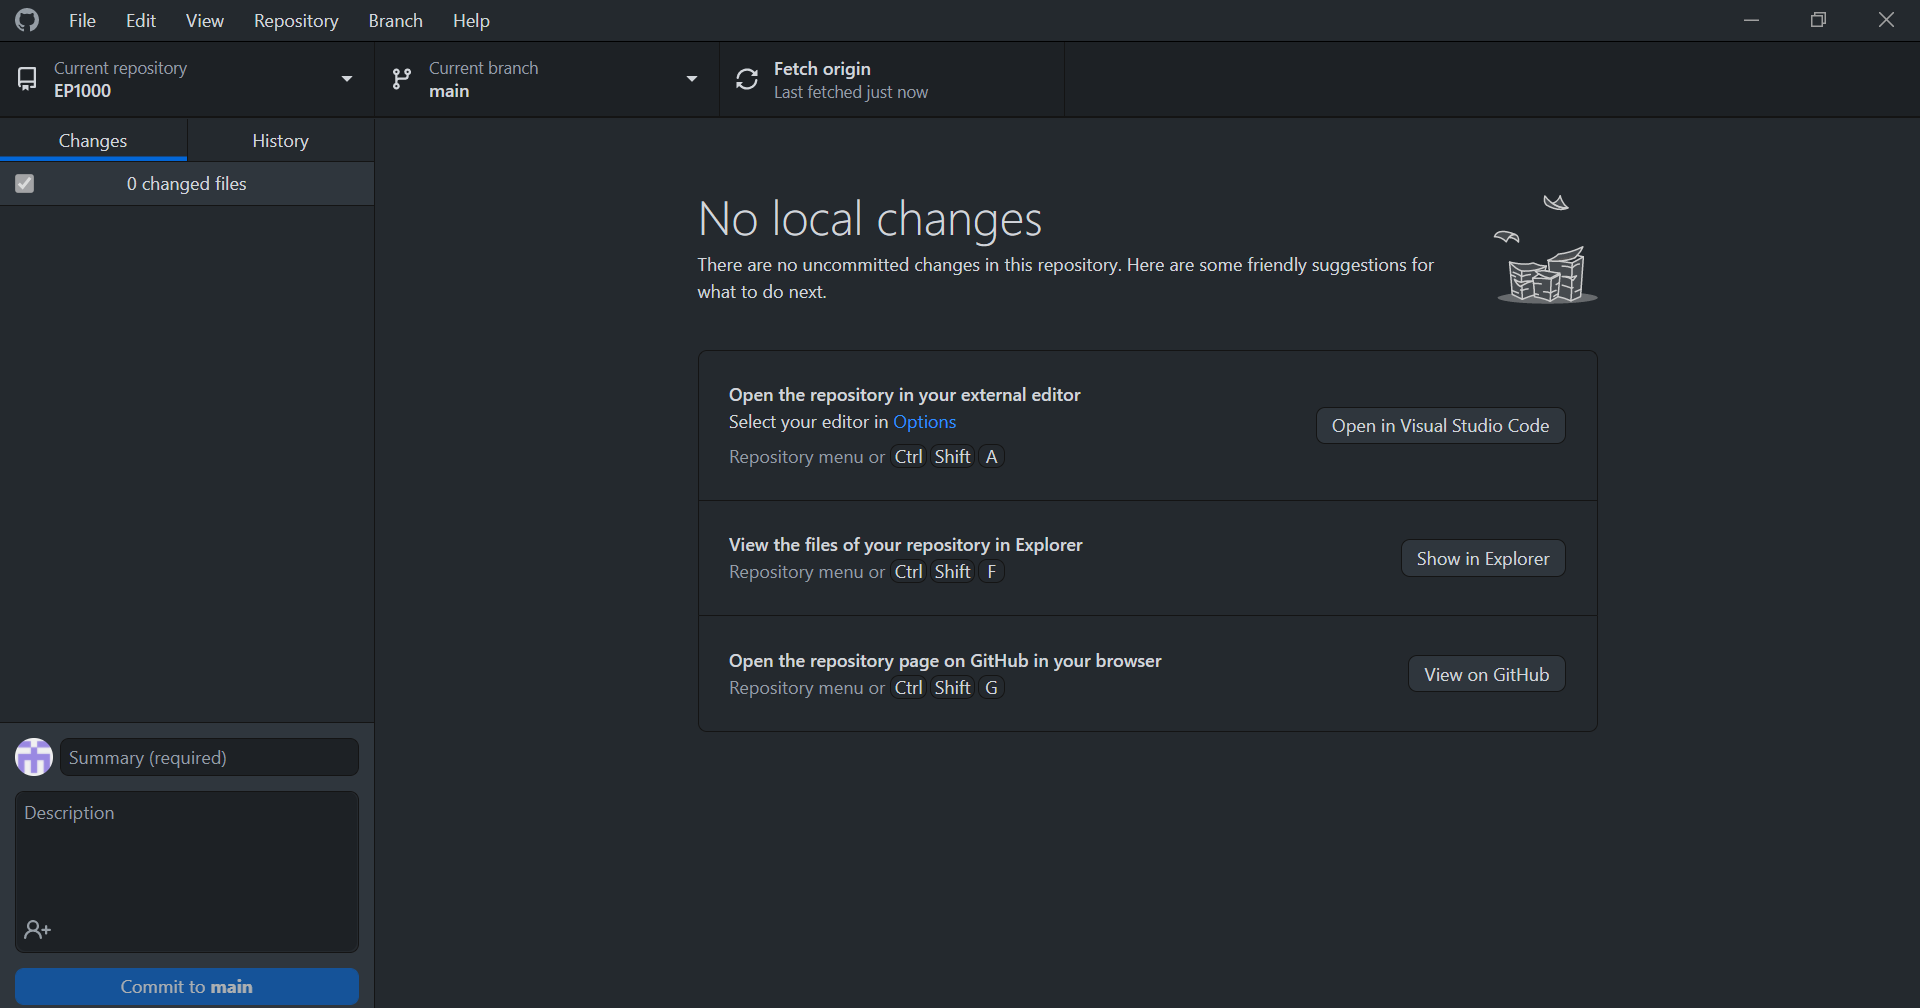 File Edit View Repository Branch Help
Current repository
EP1000
Current branch
main
Fetch origin
Last fetched just now
Changes
History
0 changed files
No local changes
There are no uncommitted changes in this repository. Here are some friendly suggestions for
what to do next.
Open the repository in your external editor
Select your editor in Options
Repository menu or Ctrl Shift A
Open in Visual Studio Code
View the files of your repository in Explorer
Repository menu or Ctrl Shift F
Show in Explorer
Open the repository page on GitHub in your browser
Repository menu or Ctrl Shift G
View on GitHub
Summary (required)
Description
Commit to main